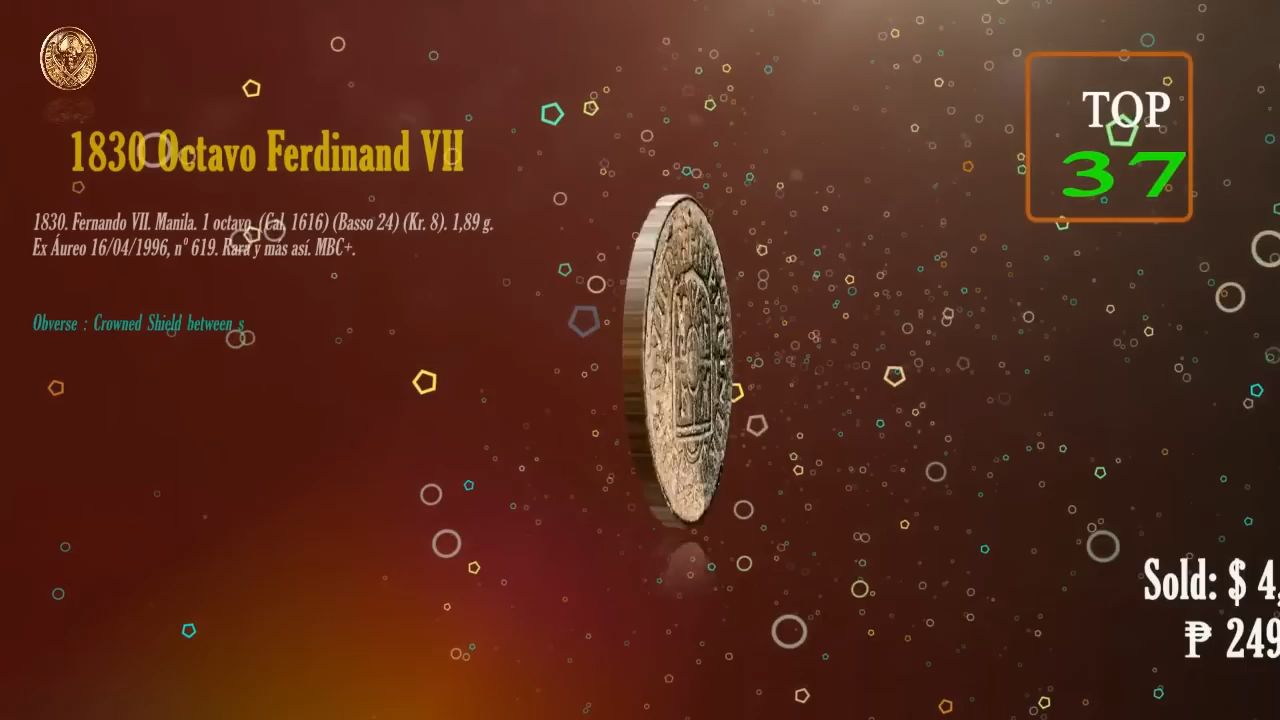 1830 Octavo Ferdinand VII
TOP
37
1830. Fernando VII. Manila. 1 octavo. (Cal. 1616) (Basso 24) (Kr. 8). 1,89 g.
Ex Áureo 16/04/1996, nº 619. Rara y más así. MBC+.
Obverse : Crowned Shield between s
Sold: $ 4,
₱ 249